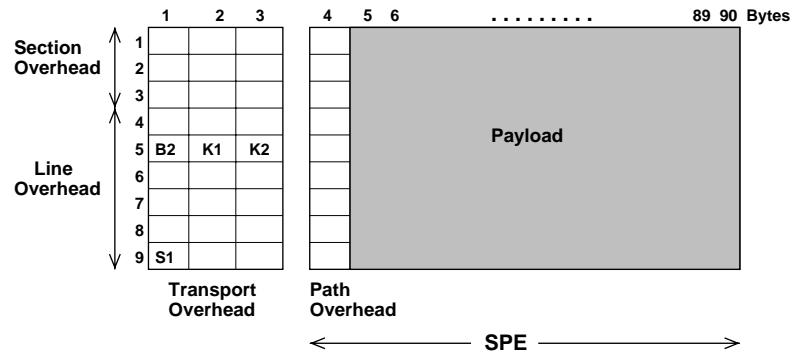 1 2 3 4 5 6 . . . . . . . . . 89 90 Bytes
Section
Overhead
1
2
3
4
5 B2 K1 K2
Payload
Line
Overhead
6
7
8
9 S1
Transport
Overhead
Path
Overhead
SPE